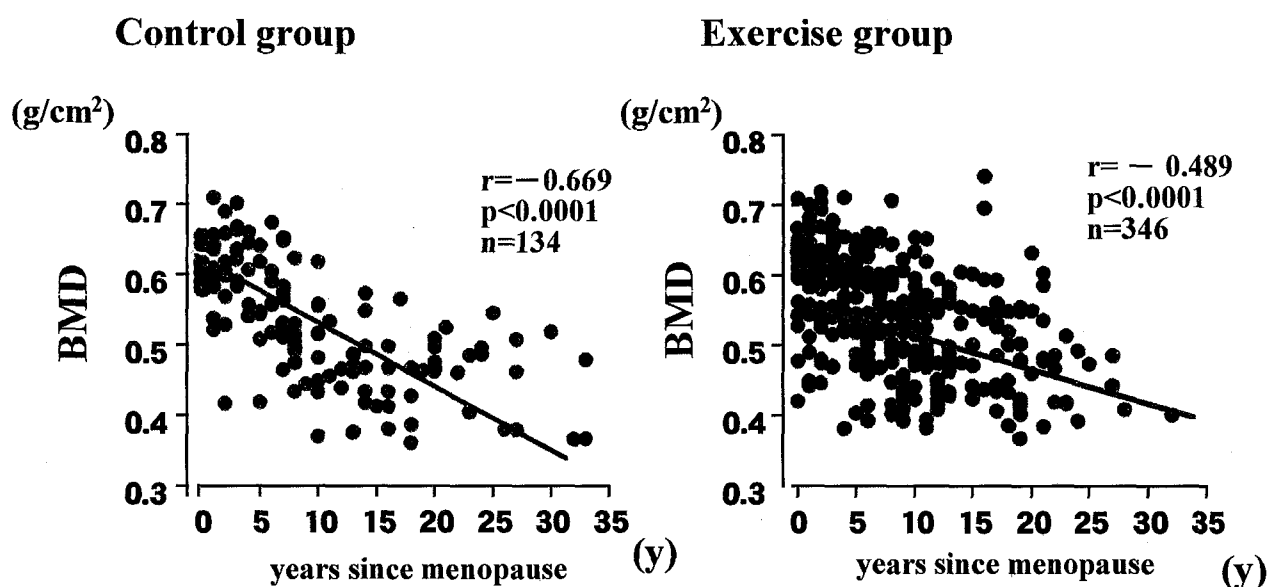 Control group
(g/cm²)
0.8
0.7
0.6
0.5
0.4
0.3
BMD
r=－0.669
p<0.0001
n=134
0 5 10 15 20 25 30 35
years since menopause
(y)
Exercise group
(g/cm²)
0.8
0.7
0.6
0.5
0.4
0.3
BMD
r= － 0.489
p<0.0001
n=346
0 5 10 15 20 25 30 35
years since menopause
(y)